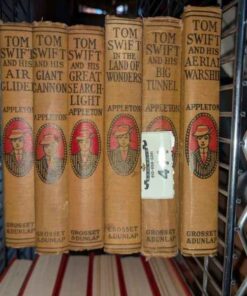 TOM
SWIFT
AND HIS
AIR
GLIDER
APPLETON
GROSSET
& DUNLAP
TOM
SWIFT
AND HIS
GIANT
CANNON
APPLETON
GROSSET
& DUNLAP
TOM
SWIFT
AND HIS
GREAT
SEARCH-
LIGHT
APPLETON
GROSSET
& DUNLAP
TOM
SWIFT
IN THE
LAND OF
WONDERS
APPLETON
GROSSET
& DUNLAP
TOM
SWIFT
AND HIS
BIG
TUNNEL
APPLETON
4
GROSSET
& DUNLAP
TOM
SWIFT
AND HIS
AERIAL
WARSHIP
APPLETON
GROSSET
& DUNLAP